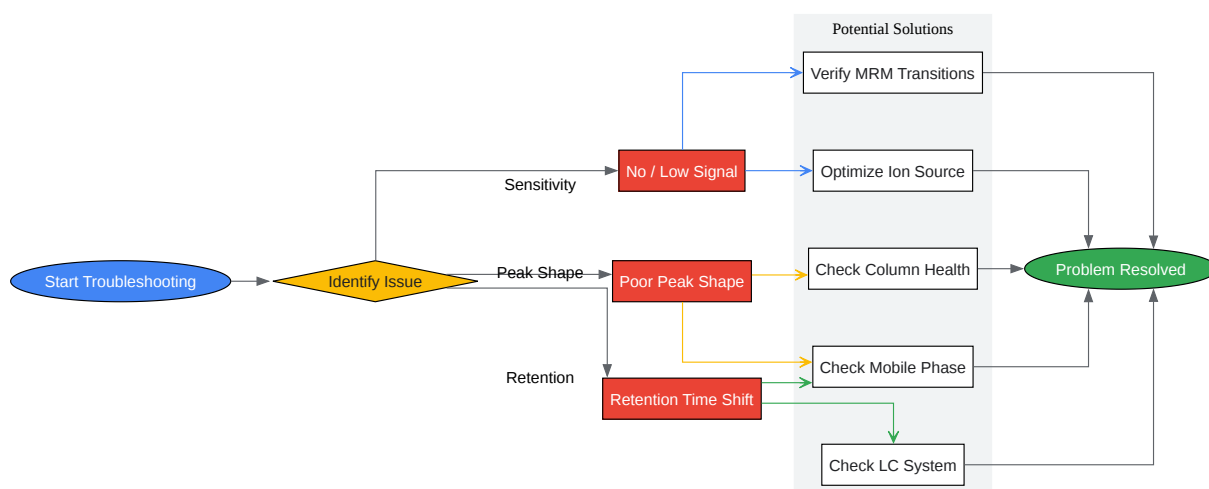 Potential Solutions
Verify MRM Transitions
No / Low Signal
Optimize Ion Source
Sensitivity
Start Troubleshooting
Identify Issue
Peak Shape
Poor Peak Shape
Check Column Health
Problem Resolved
Retention
Retention Time Shift
Check Mobile Phase
Check LC System